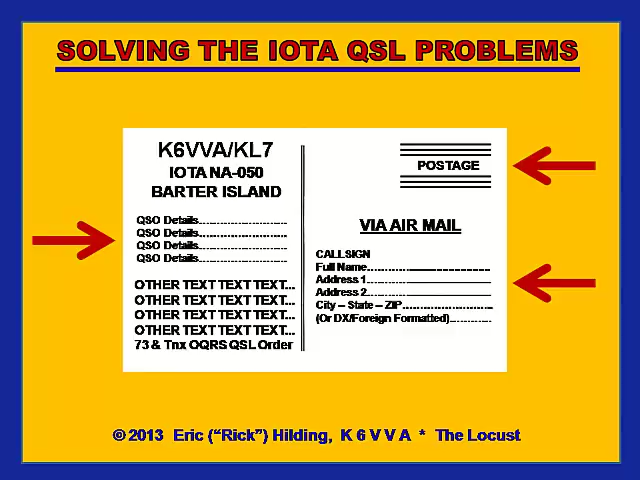 SOLVING THE IOTA QSL PROBLEMS
K6VVA/KL7
IOTA NA-050
BARTER ISLAND
QSO Details.............................
QSO Details.............................
QSO Details.............................
QSO Details.............................
OTHER TEXT TEXT TEXT...
OTHER TEXT TEXT TEXT...
OTHER TEXT TEXT TEXT...
OTHER TEXT TEXT TEXT...
73 & Tnx OQRS QSL Order
POSTAGE
VIA AIR MAIL
CALLSIGN
Full Name.........................................
Address 1.........................................
Address 2.........................................
City – State – ZIP..............................
(Or DX/Foreign Formatted)..............
© 2013 Eric ("Rick") Hilding, K 6 V V A * The Locust